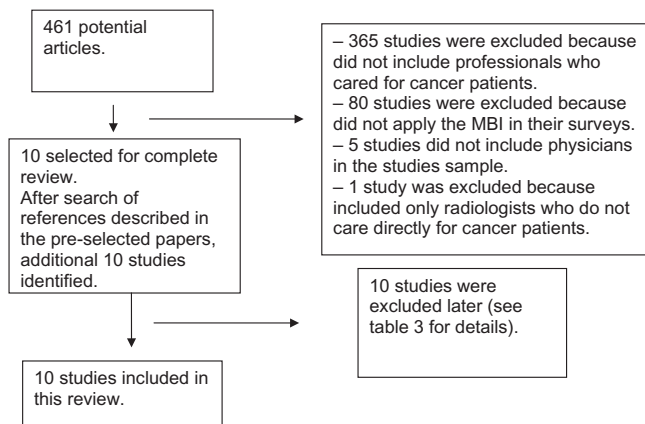 461 potential
articles.
– 365 studies were excluded because
did not include professionals who
cared for cancer patients.
– 80 studies were excluded because
did not apply the MBI in their surveys.
– 5 studies did not include physicians
in the studies sample.
– 1 study was excluded because
included only radiologists who do not
care directly for cancer patients.
10 selected for complete
review.
After search of
references described in
the pre-selected papers,
additional 10 studies
identified.
10 studies were
excluded later (see
table 3 for details).
10 studies included in
this review.